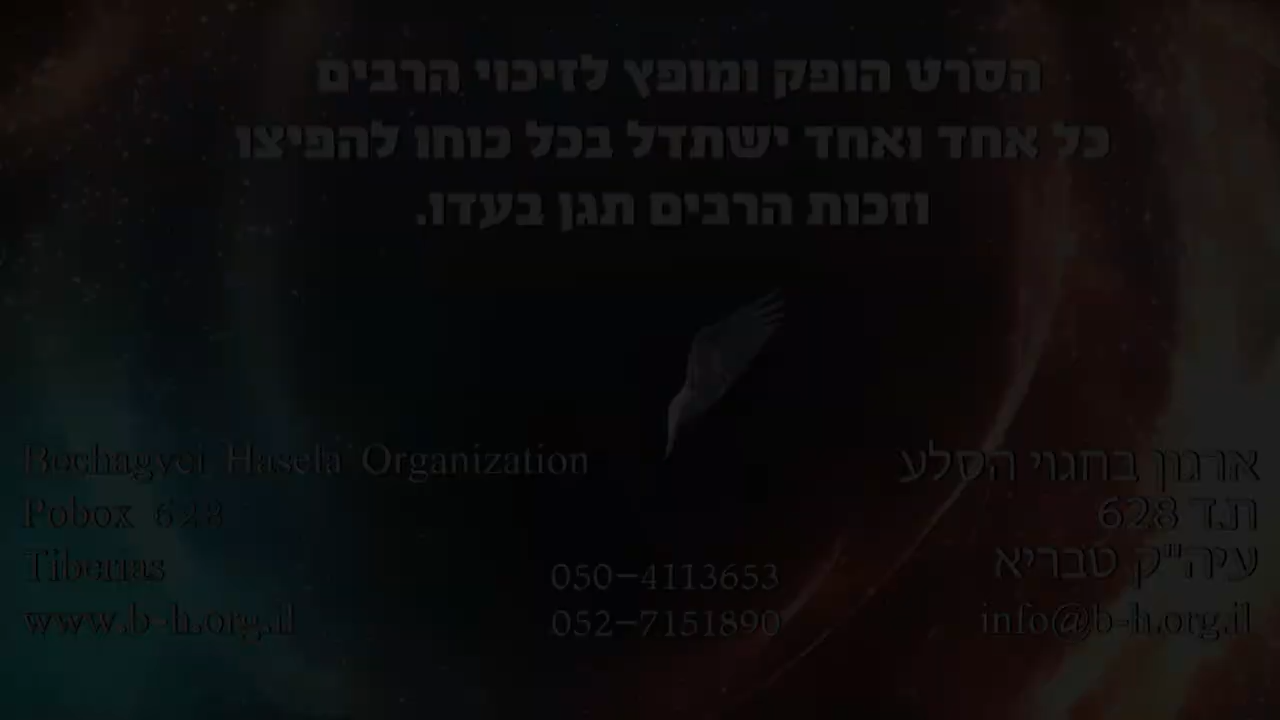 הסרט הופק ומופץ לזיכוי הרבים
כל אחד ואחד ישתדל בכל כוחו להפיצו
וזכות הרבים תגן בעדו.
Bechagvei Hasela Organization
Pobox 628
Tiberias
www.b-h.org.il
050-4113653
052-7151890
ארגון בחגוי הסלע
ת.ד 628
עיה"ק טבריא
info@b-h.org.il